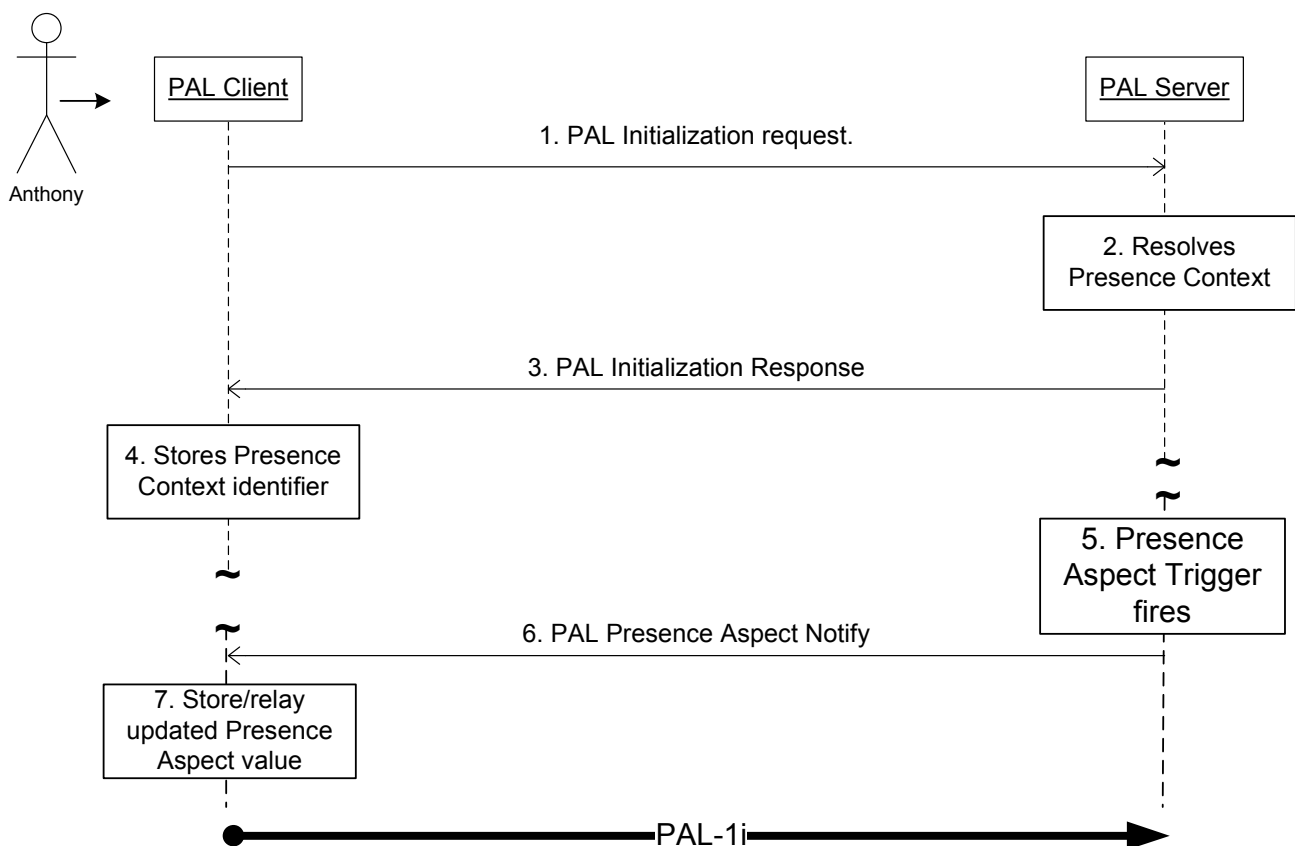 PAL Client
PAL Server
1. PAL Initialization request.
Anthony
2. Resolves
Presence Context
3. PAL Initialization Response
4. Stores Presence
Context identifier
5. Presence
Aspect Trigger
fires
6. PAL Presence Aspect Notify
7. Store/relay
updated Presence
Aspect value
PAL-1i